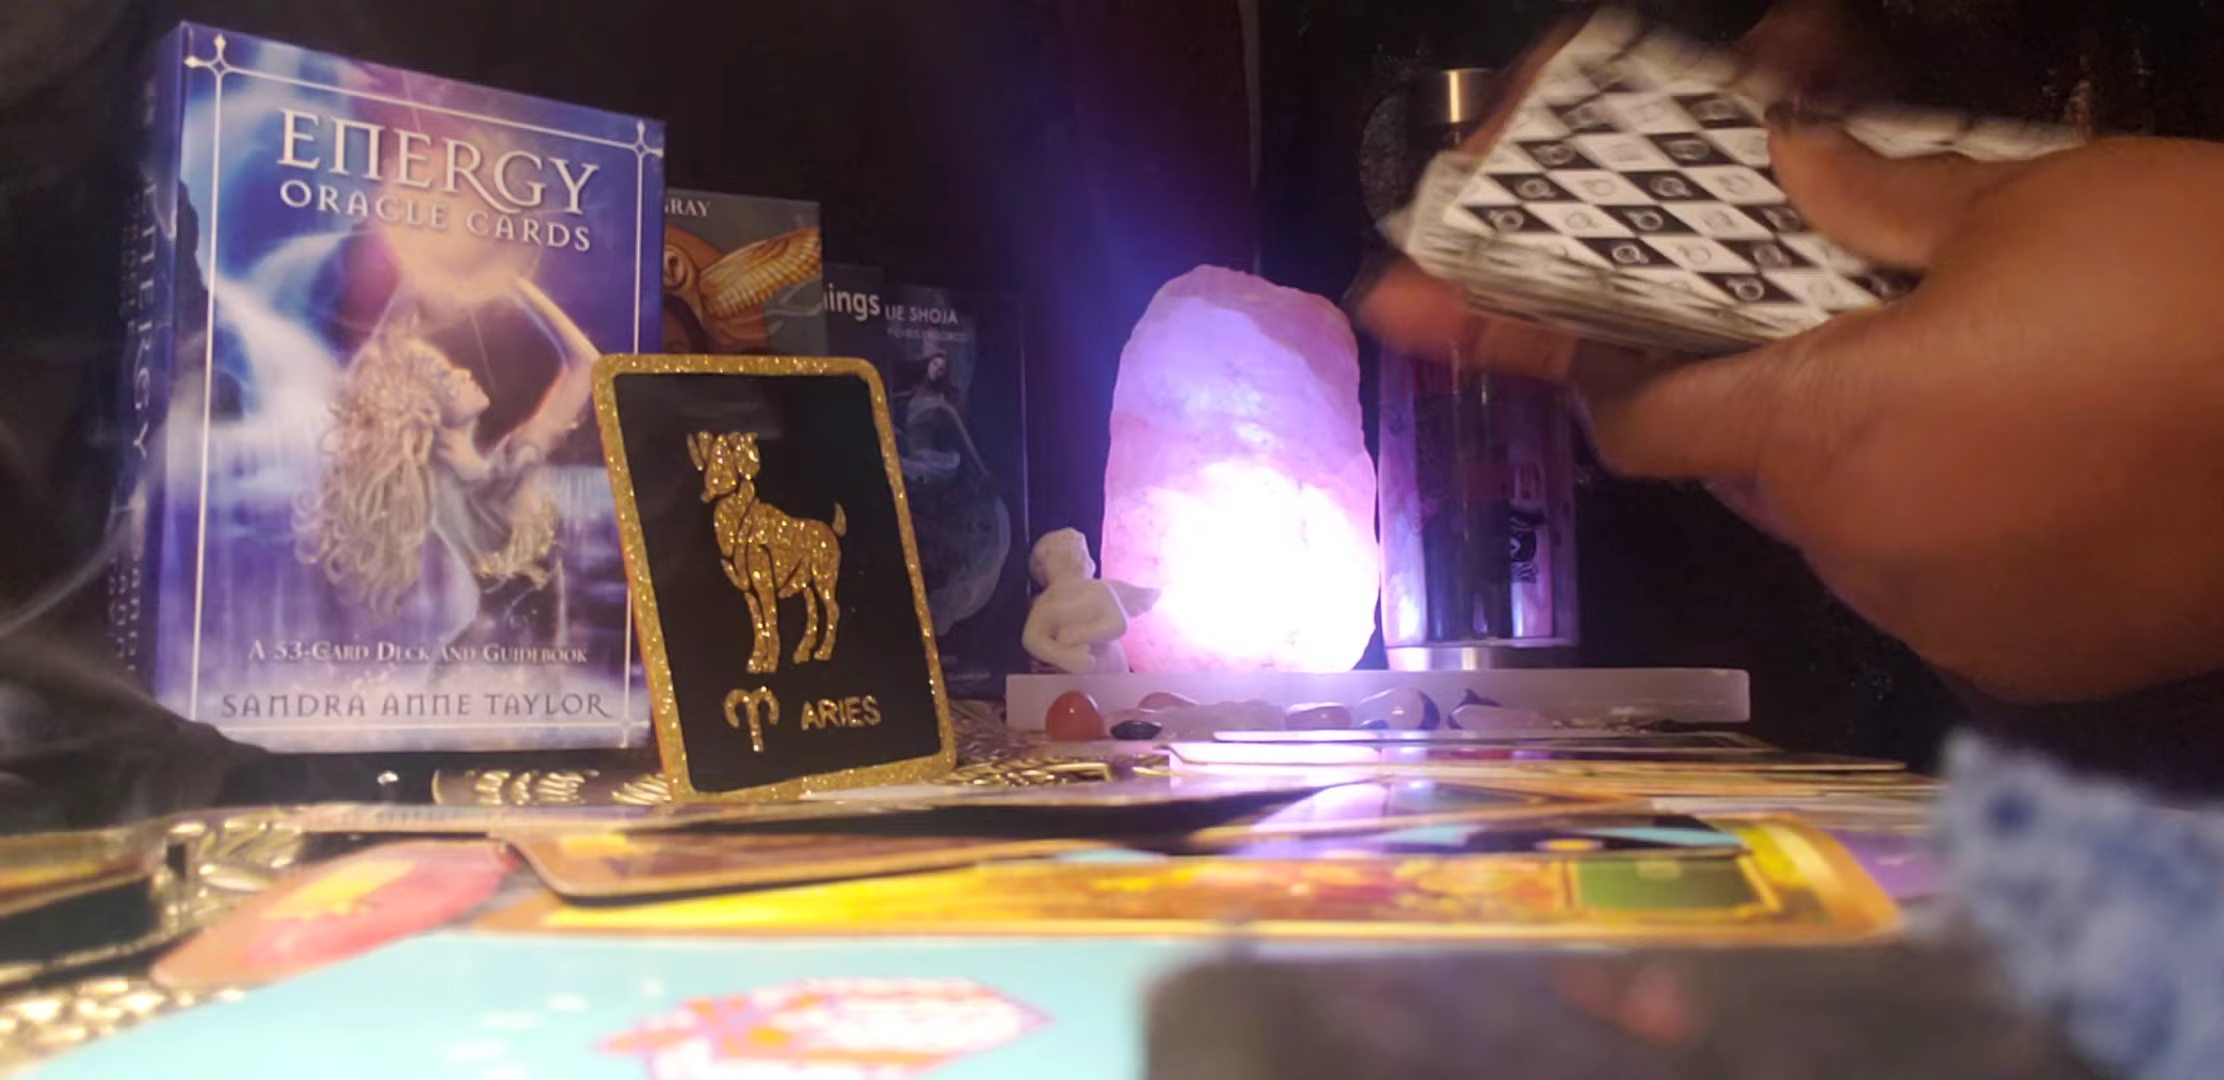 ENERGY
ORACLE CARDS
A 53-CARD DECK AND GUIDEBOOK
SANDRA ANNE TAYLOR
ENERGY
GRAY
ings
LIE SHOJA
ARIES